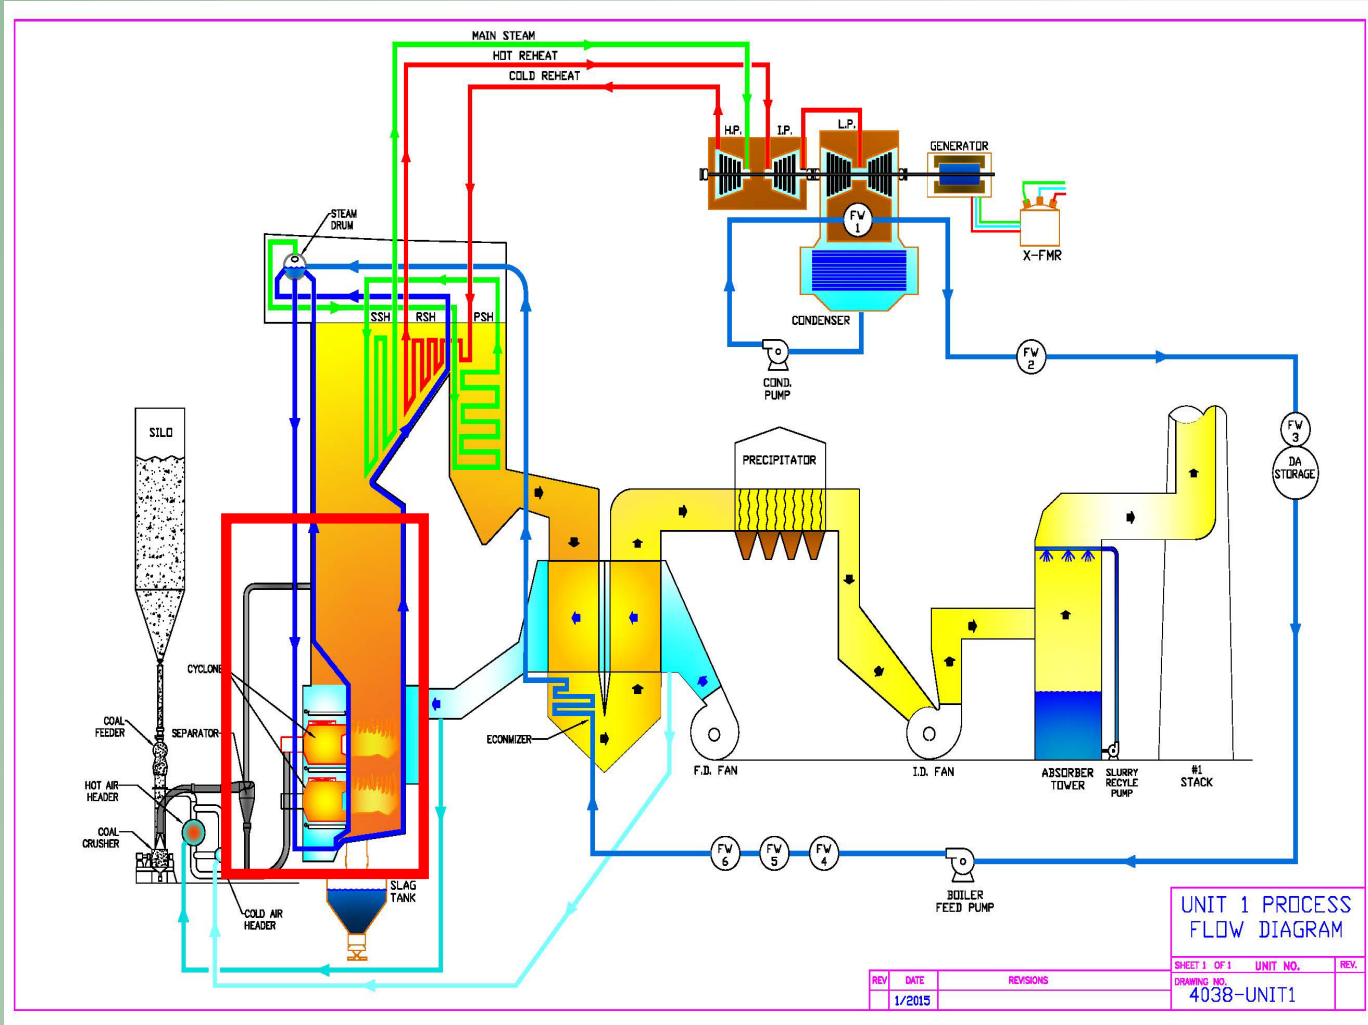 MAIN STEAM
HOT REHEAT
COLD REHEAT
H.P.
I.P.
L.P.
GENERATOR
X-FMR
STEAM
DRUM
FW
1
CONDENSER
SSH
RSH
PSH
COND.
PUMP
FW
2
FW
3
DA
STORAGE
SILO
PRECIPITATOR
CYCLONE
COAL
FEEDER
SEPARATOR
HOT AIR
HEADER
COAL
CRUSHER
COLD AIR
HEADER
SLAG
TANK
ECONMIZER
F.D. FAN
I.D. FAN
ABSORBER
TOWER
SLURRY
RECYLE
PUMP
#1
STACK
FW
6
FW
5
FW
4
BOILER
FEED PUMP
UNIT 1 PROCESS
FLOW DIAGRAM
SHEET 1 OF 1 UNIT NO. REV.
DRAWING NO.
4038-UNIT1
REV DATE REVISIONS
1/2015